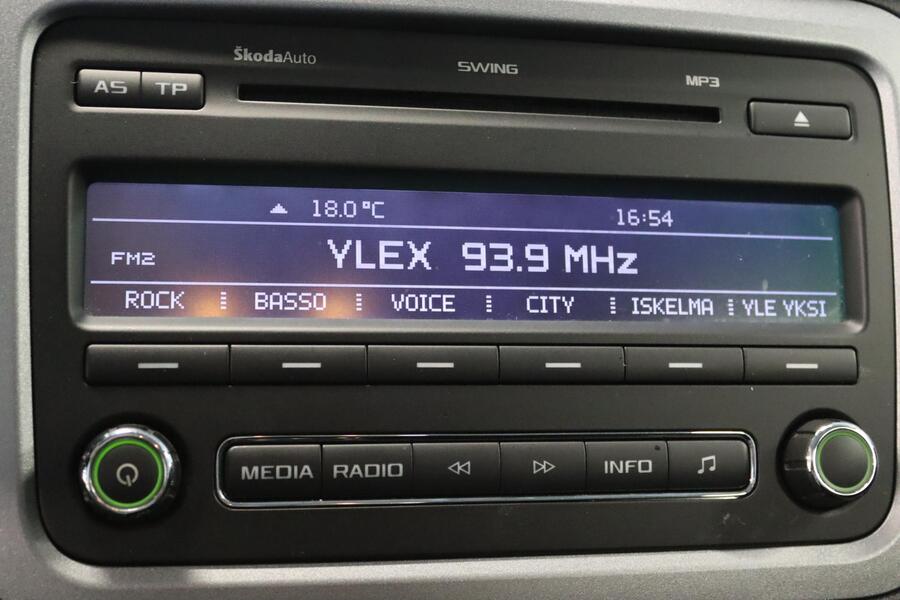 ŠkodaAuto SWING MP3
AS TP
18.0°C 16:54
FM2 YLEX 93.9 MHz
ROCK BASSO VOICE CITY ISKELMA YLE YKSI
MEDIA RADIO INFO